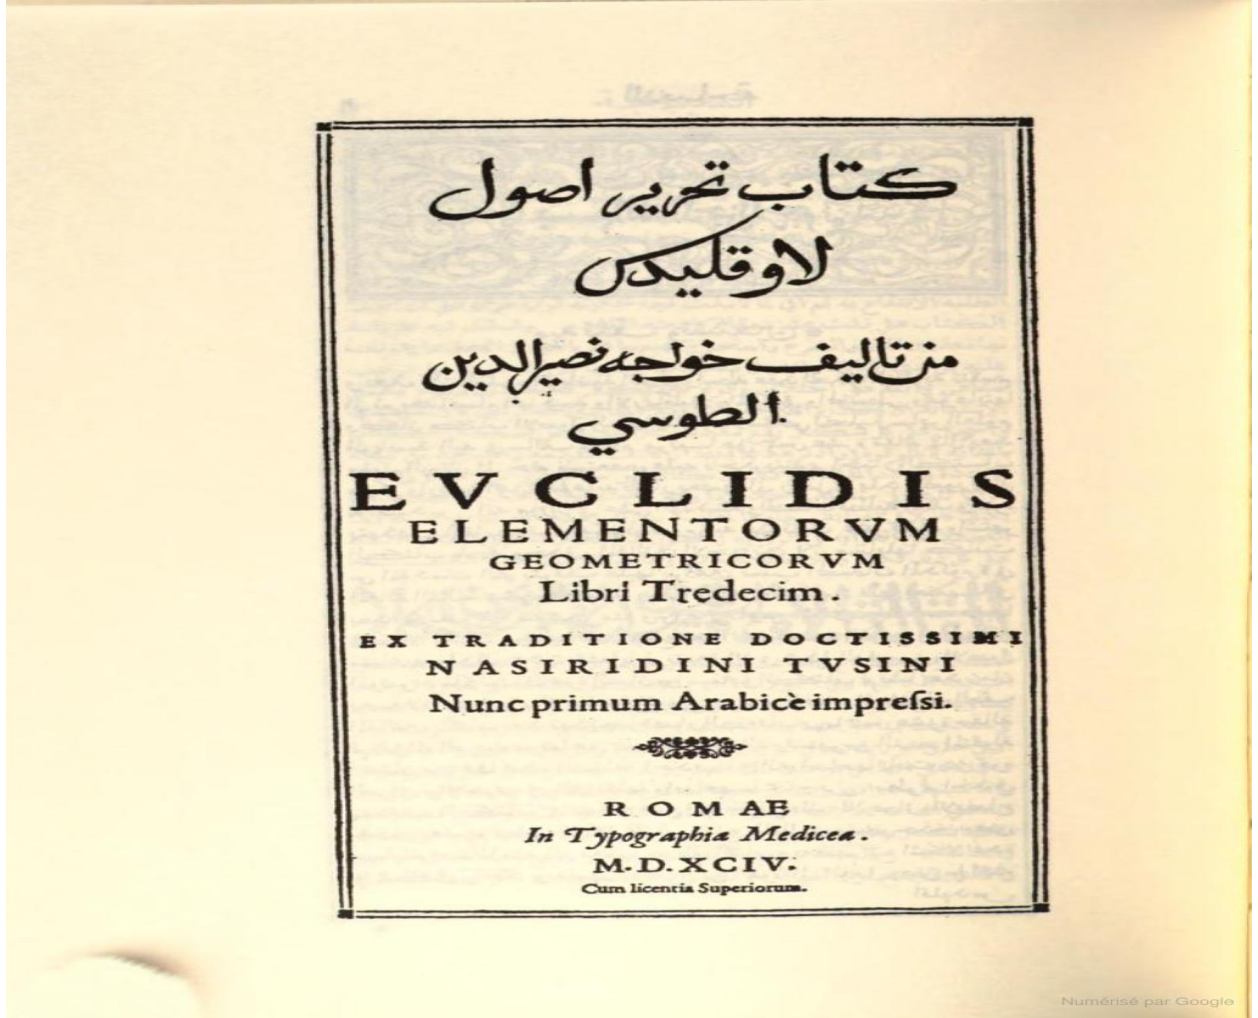 كتاب تحرير اصول
لاوقليدس
من تاليف خواجه نصير الدين
الطوسي
EVCLIDIS
ELEMENTORVM
GEOMETRICORVM
Libri Tredecim.
EX TRADITIONE DOCTISSIMI
NASIRIDINI TVSINI
Nunc primum Arabicè impreſsi.
ROMAE
In Typographia Medicea.
M.D.XCIV.
Cum licentia Superiorum.
Numérisé par Google